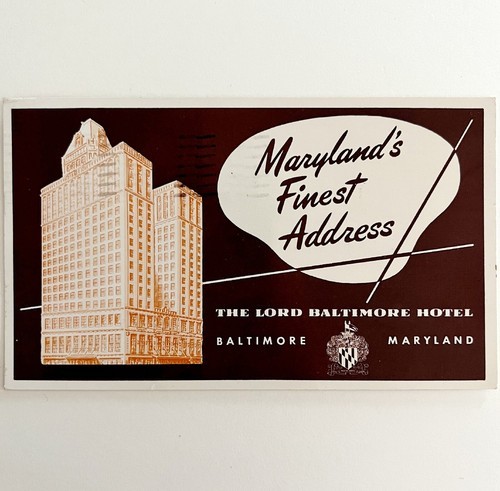 Maryland's
Finest
Address
THE LORD BALTIMORE HOTEL
BALTIMORE MARYLAND